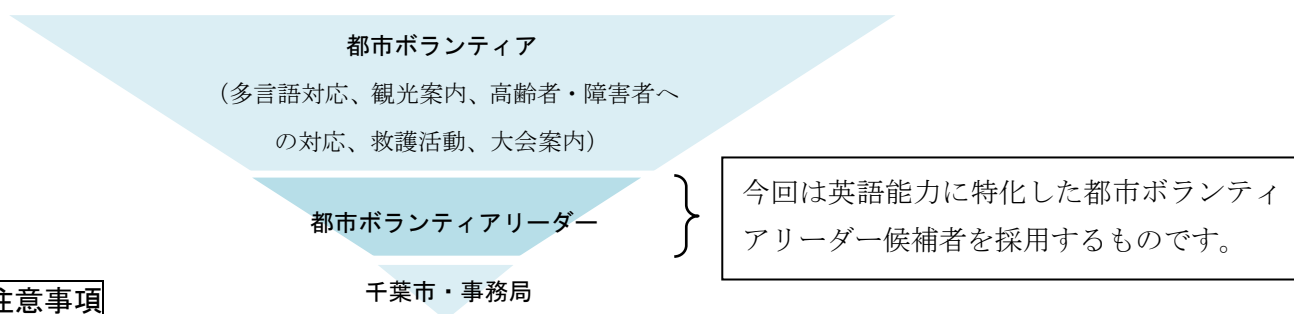 都市ボランティア
（多言語対応、観光案内、高齢者・障害者へ
の対応、救護活動、大会案内）
都市ボランティアリーダー
今回は英語能力に特化した都市ボランティ
アリーダー候補者を採用するものです。
千葉市・事務局
注意事項